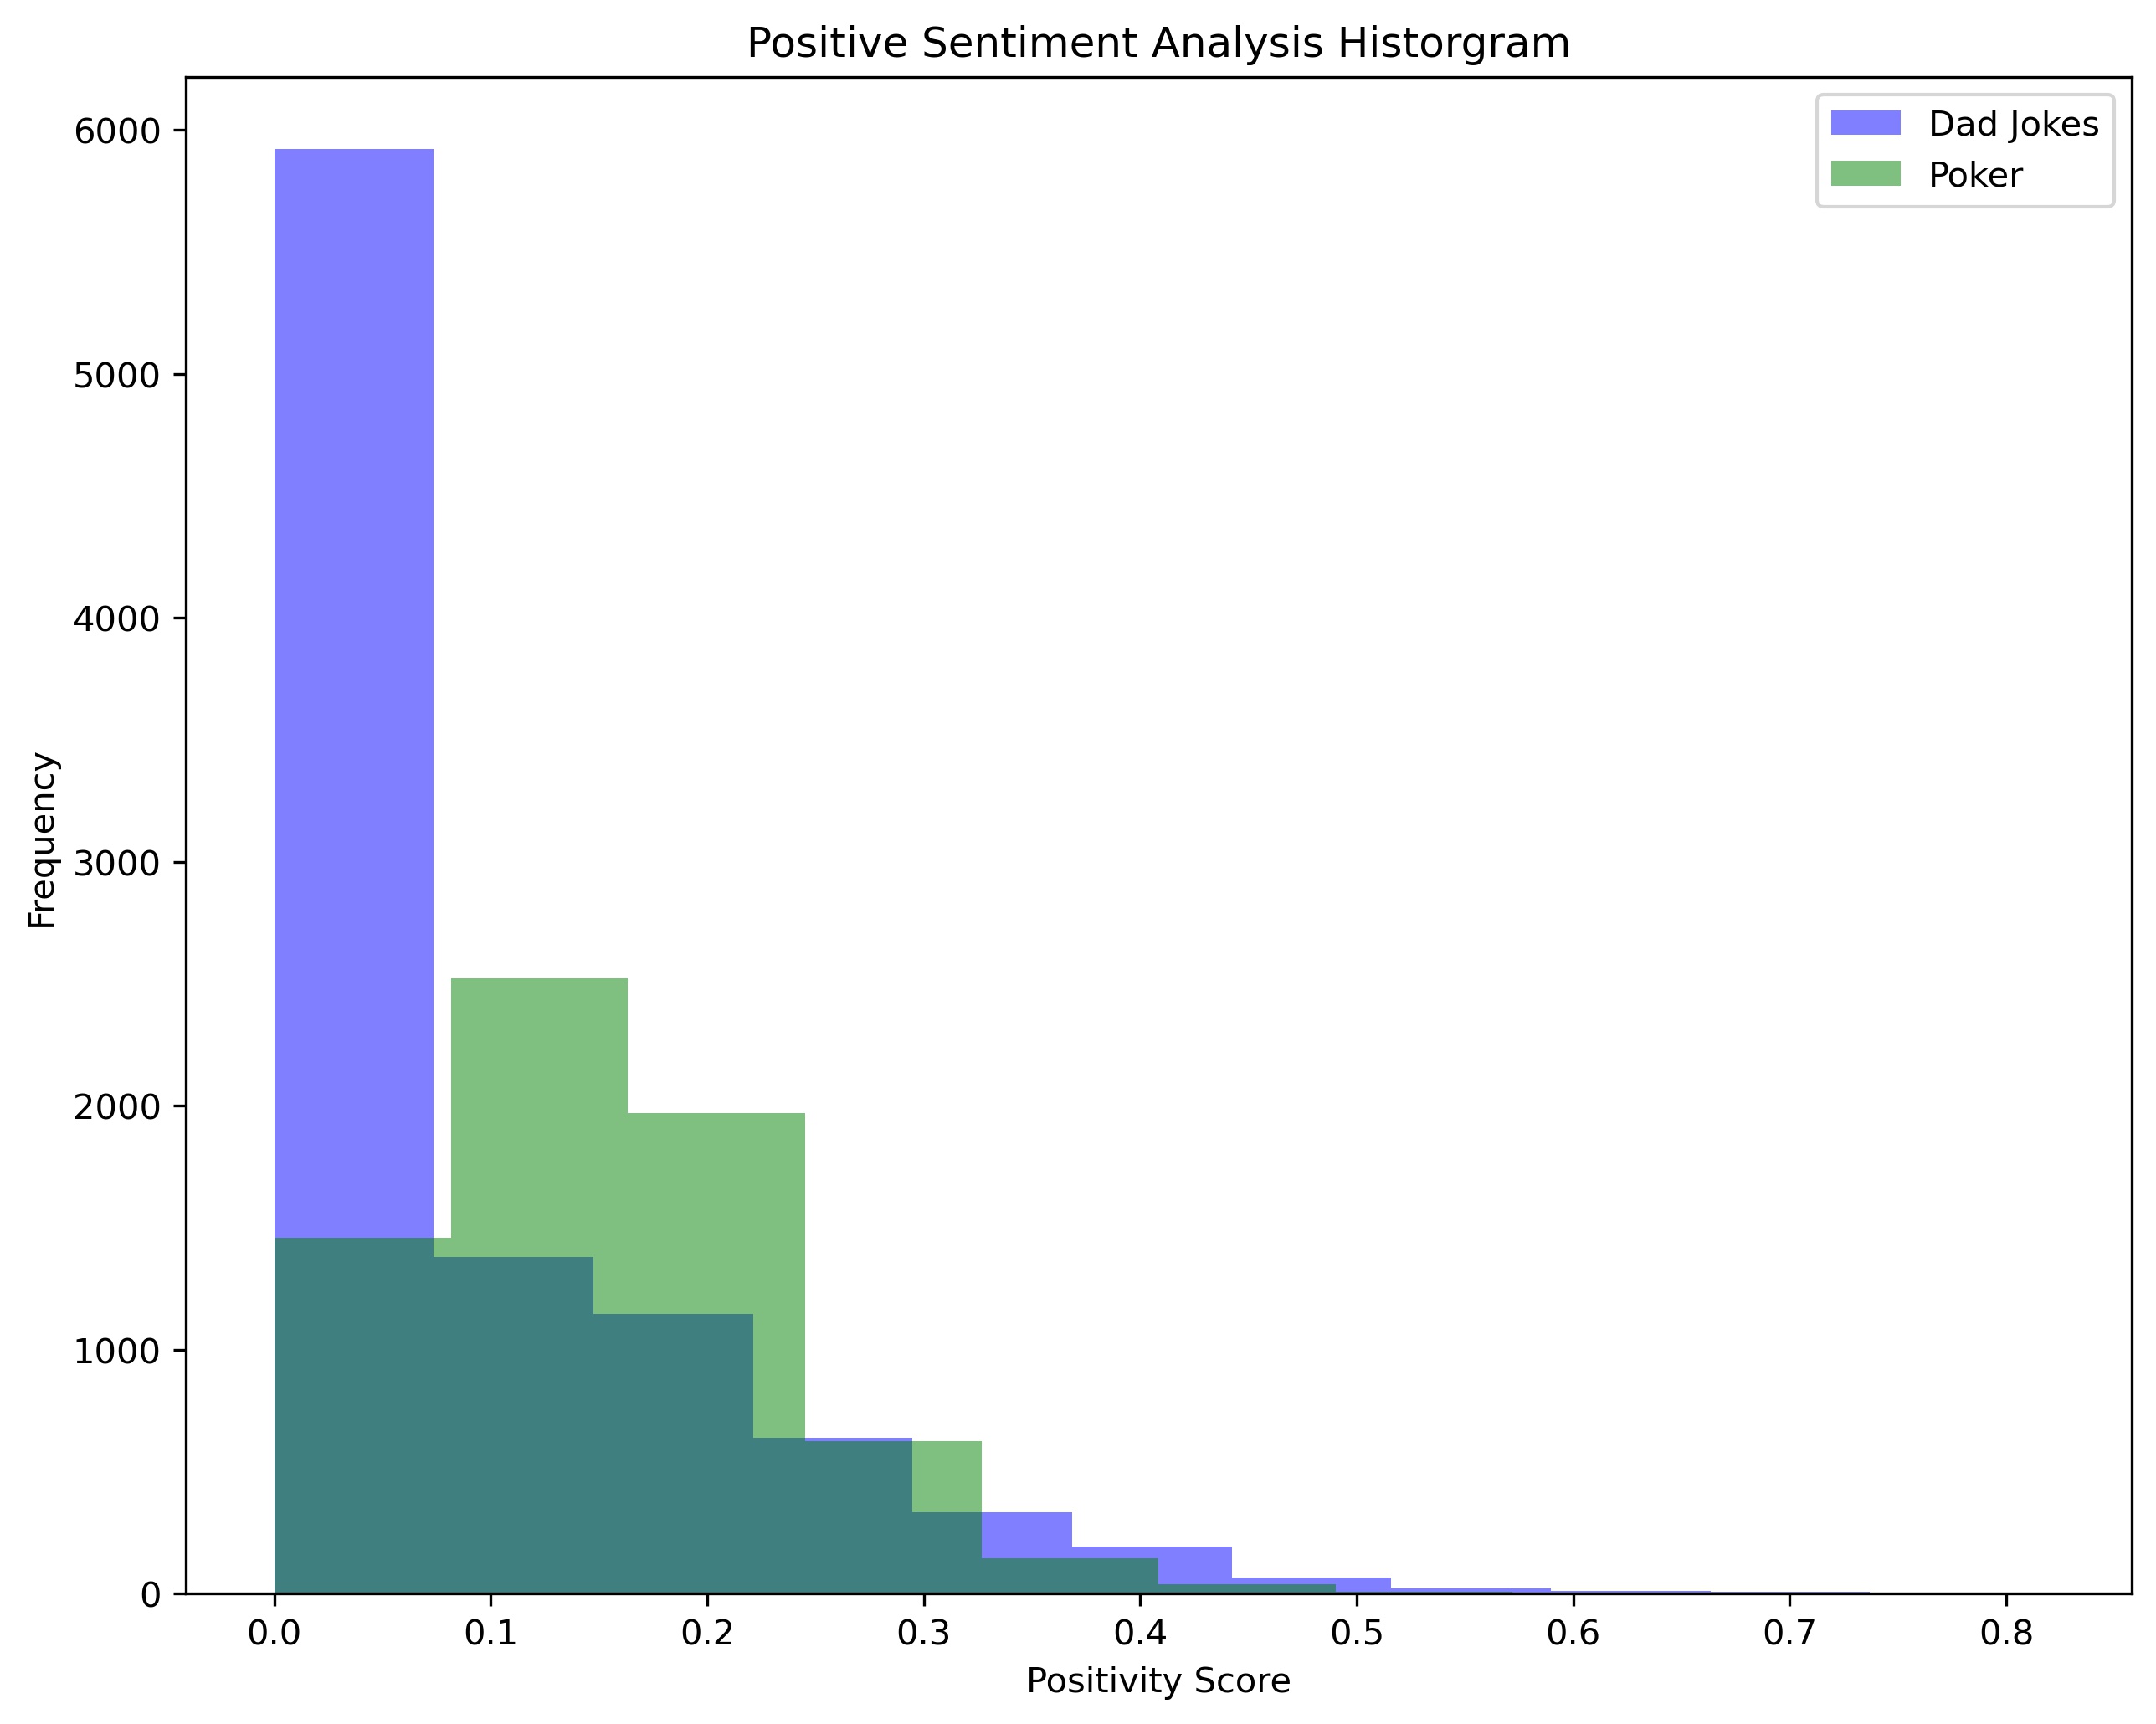 Positive Sentiment Analysis Historgram
Dad Jokes
Poker
6000
5000
4000
3000
2000
1000
0
Frequency
0.0 0.1 0.2 0.3 0.4 0.5 0.6 0.7 0.8
Positivity Score